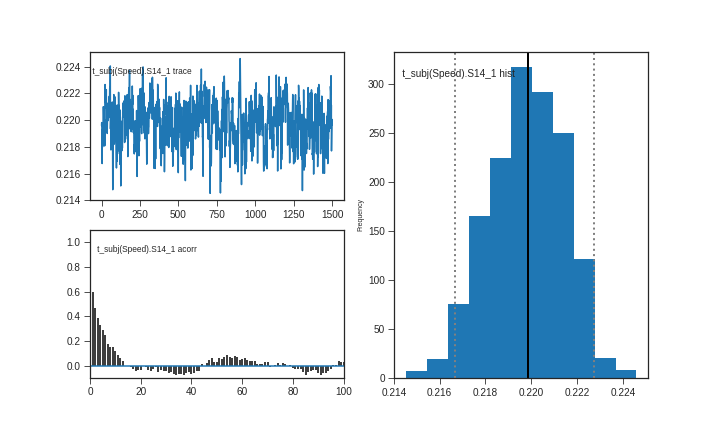 t_subj(Speed).S14_1 trace
0.224
0.222
0.220
0.218
0.216
0.214
0 250 500 750 1000 1250 1500
t_subj(Speed).S14_1 acorr
1.0
0.8
0.6
0.4
0.2
0.0
0 20 40 60 80 100
t_subj(Speed).S14_1 hist
Frequency
300
250
200
150
100
50
0
0.214 0.216 0.218 0.220 0.222 0.224